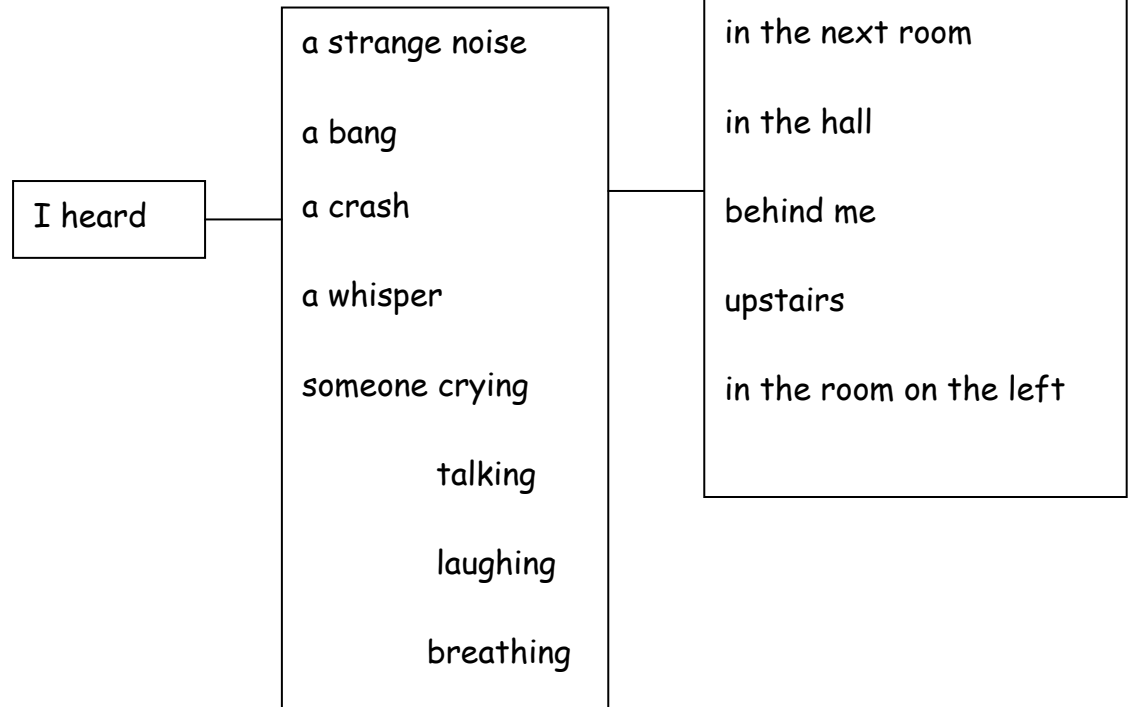 I heard
a strange noise
a bang
a crash
a whisper
someone crying
talking
laughing
breathing
in the next room
in the hall
behind me
upstairs
in the room on the left